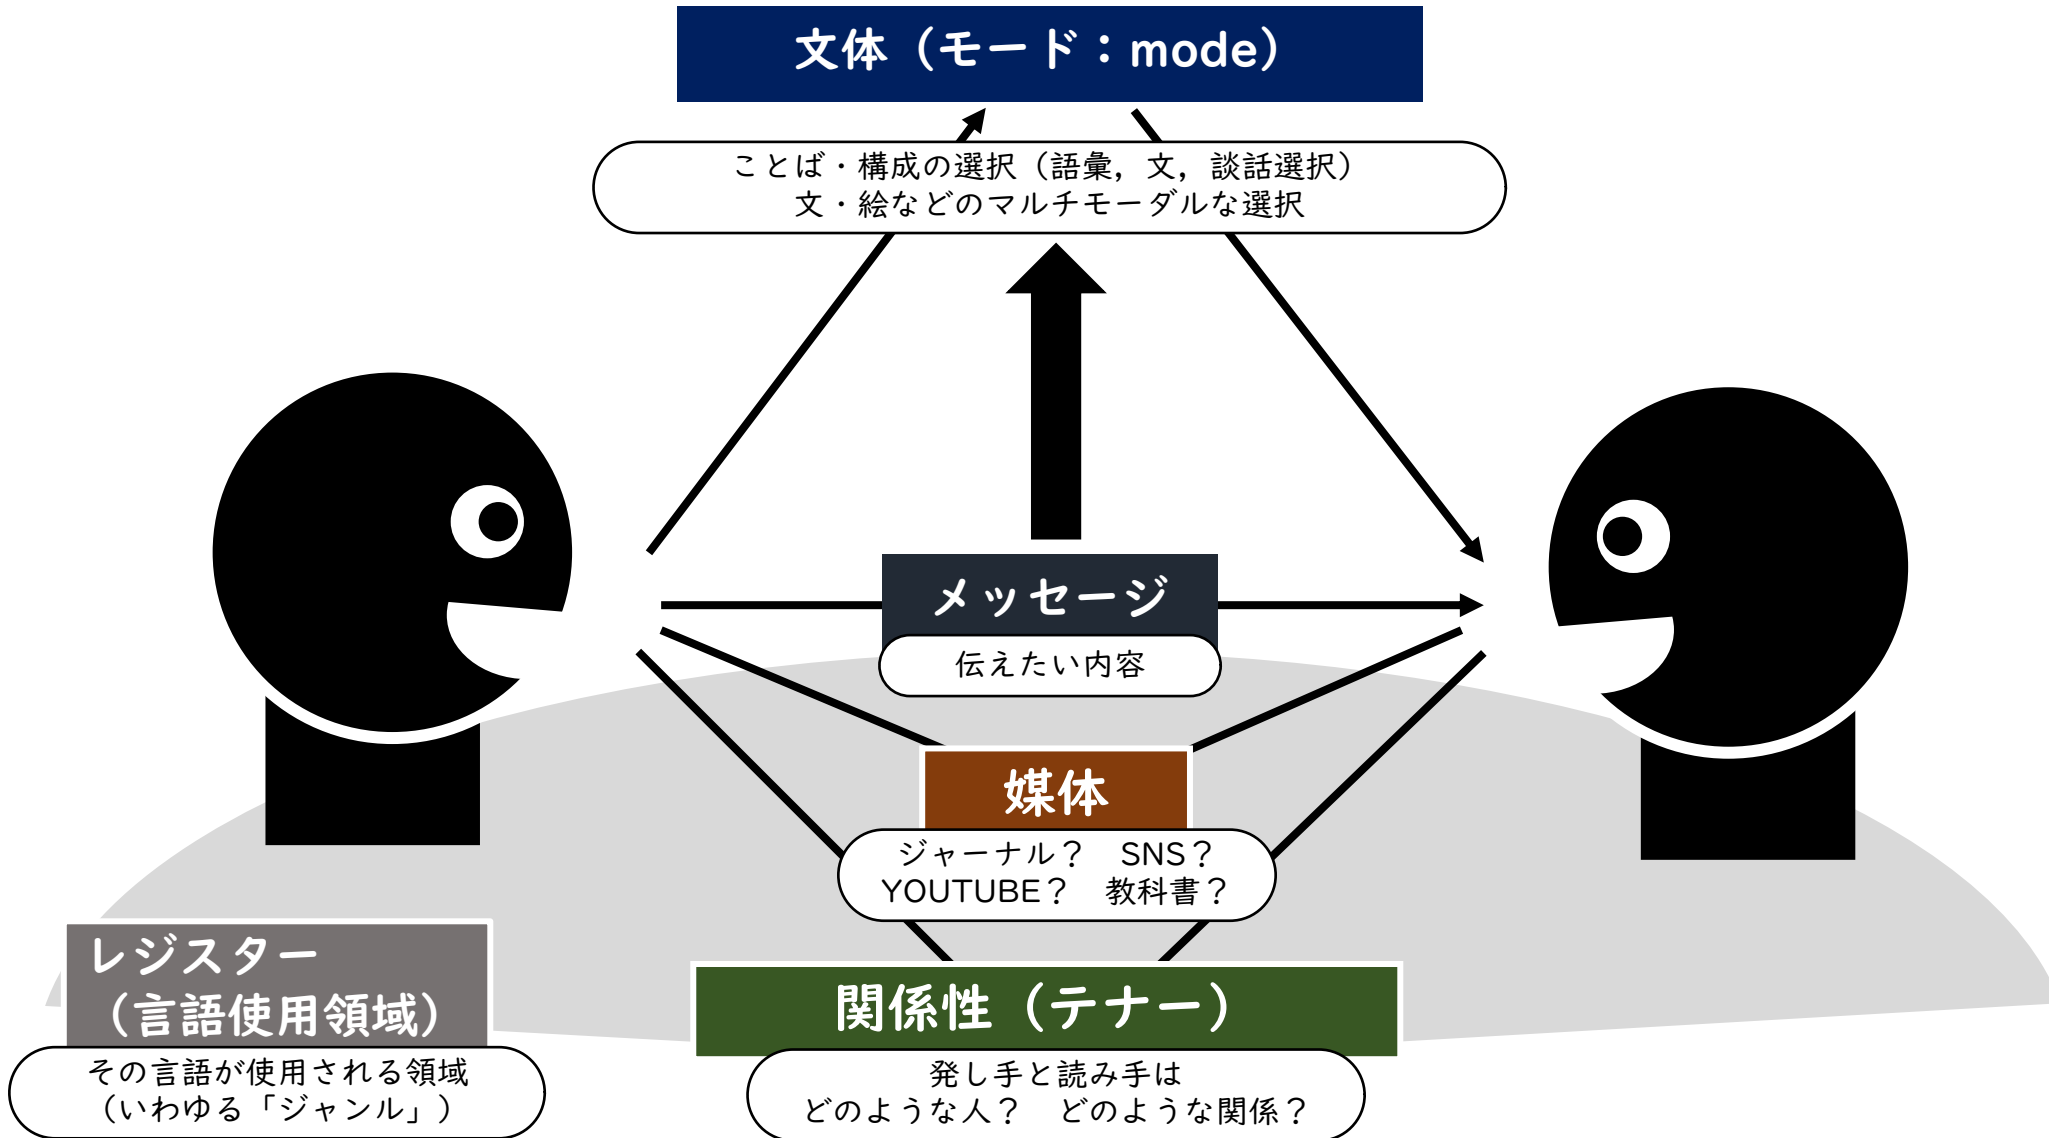 文体（モード：mode）
ことば・構成の選択（語彙，文，談話選択）
文・絵などのマルチモーダルな選択
メッセージ
伝えたい内容
媒体
ジャーナル？　SNS？
YOUTUBE？　教科書？
レジスター
（言語使用領域）
その言語が使用される領域
（いわゆる「ジャンル」）
関係性（テナー）
発し手と読み手は
どのような人？　どのような関係？